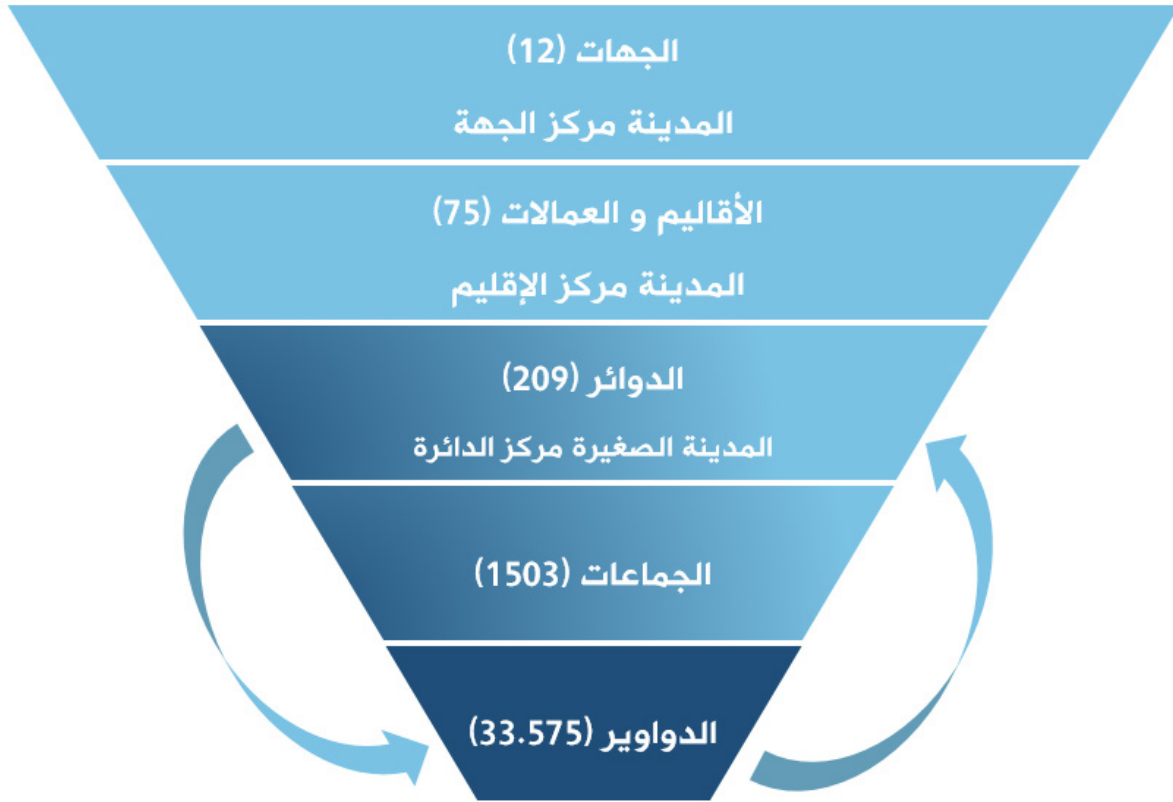 الجهات (12)
المدينة مركز الجهة
الأقاليم و العمالات (75)
المدينة مركز الإقليم
الدوائر (209)
المدينة الصغيرة مركز الدائرة
الجماعات (1503)
الدواوير (33.575)